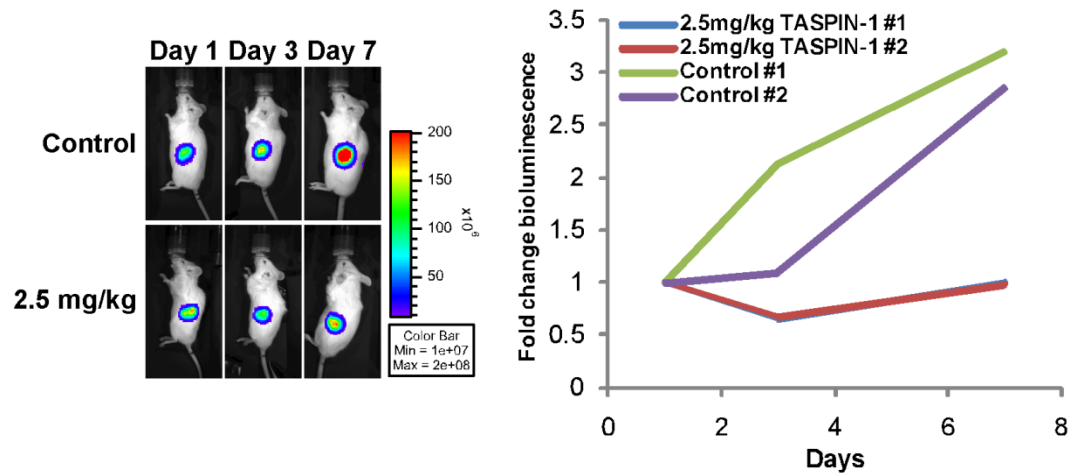 Day 1 Day 3 Day 7
Control
2.5 mg/kg
200
150
100
50
x10⁶
Color Bar
Min = 1e+07
Max = 2e+08
2.5mg/kg TASPIN-1 #1
2.5mg/kg TASPIN-1 #2
Control #1
Control #2
Fold change bioluminescence
3.5
3
2.5
2
1.5
1
0.5
0
0 2 4 6 8
Days